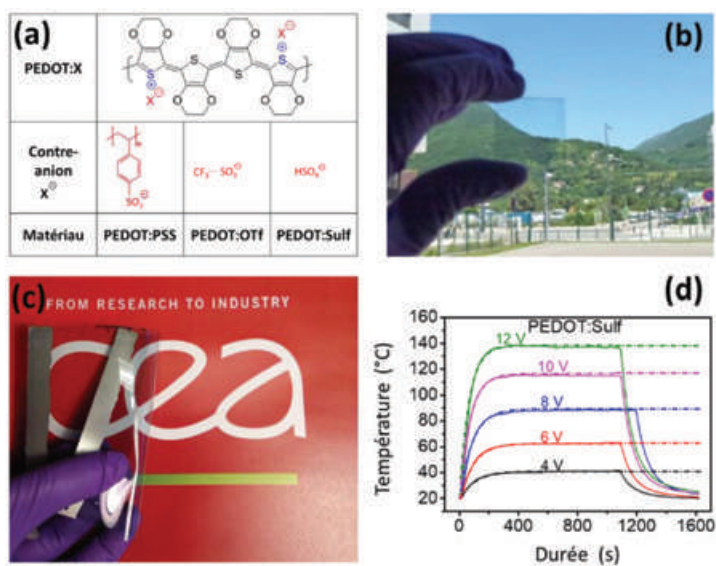 (a)
PEDOT:X
Contre-
anion
X⊖
CF₃—SO₃⊖
HSO₄⊖
SO₃⊖
Matériau
PEDOT:PSS
PEDOT:OTf
PEDOT:Sulf
(b)
(c)
FROM RESEARCH TO INDUSTRY
cea
(d)
PEDOT:Sulf
12 V
10 V
8 V
6 V
4 V
Température (°C)
160
140
120
100
80
60
40
20
0
400
800
1200
1600
Durée (s)